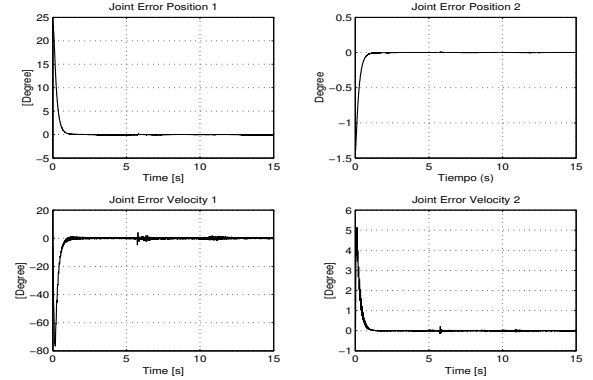 Joint Error Position 1
25
20
15
10
5
0
−5
[Degree]
0 5 10 15
Time [s]
Joint Error Position 2
0.5
0
−0.5
−1
−1.5
Degree
0 5 10 15
Tiempo (s)
Joint Error Velocity 1
20
0
−20
−40
−60
−80
[Degree]
0 5 10 15
Time [s]
Joint Error Velocity 2
6
5
4
3
2
1
0
−1
[Degree]
0 5 10 15
Time [s]